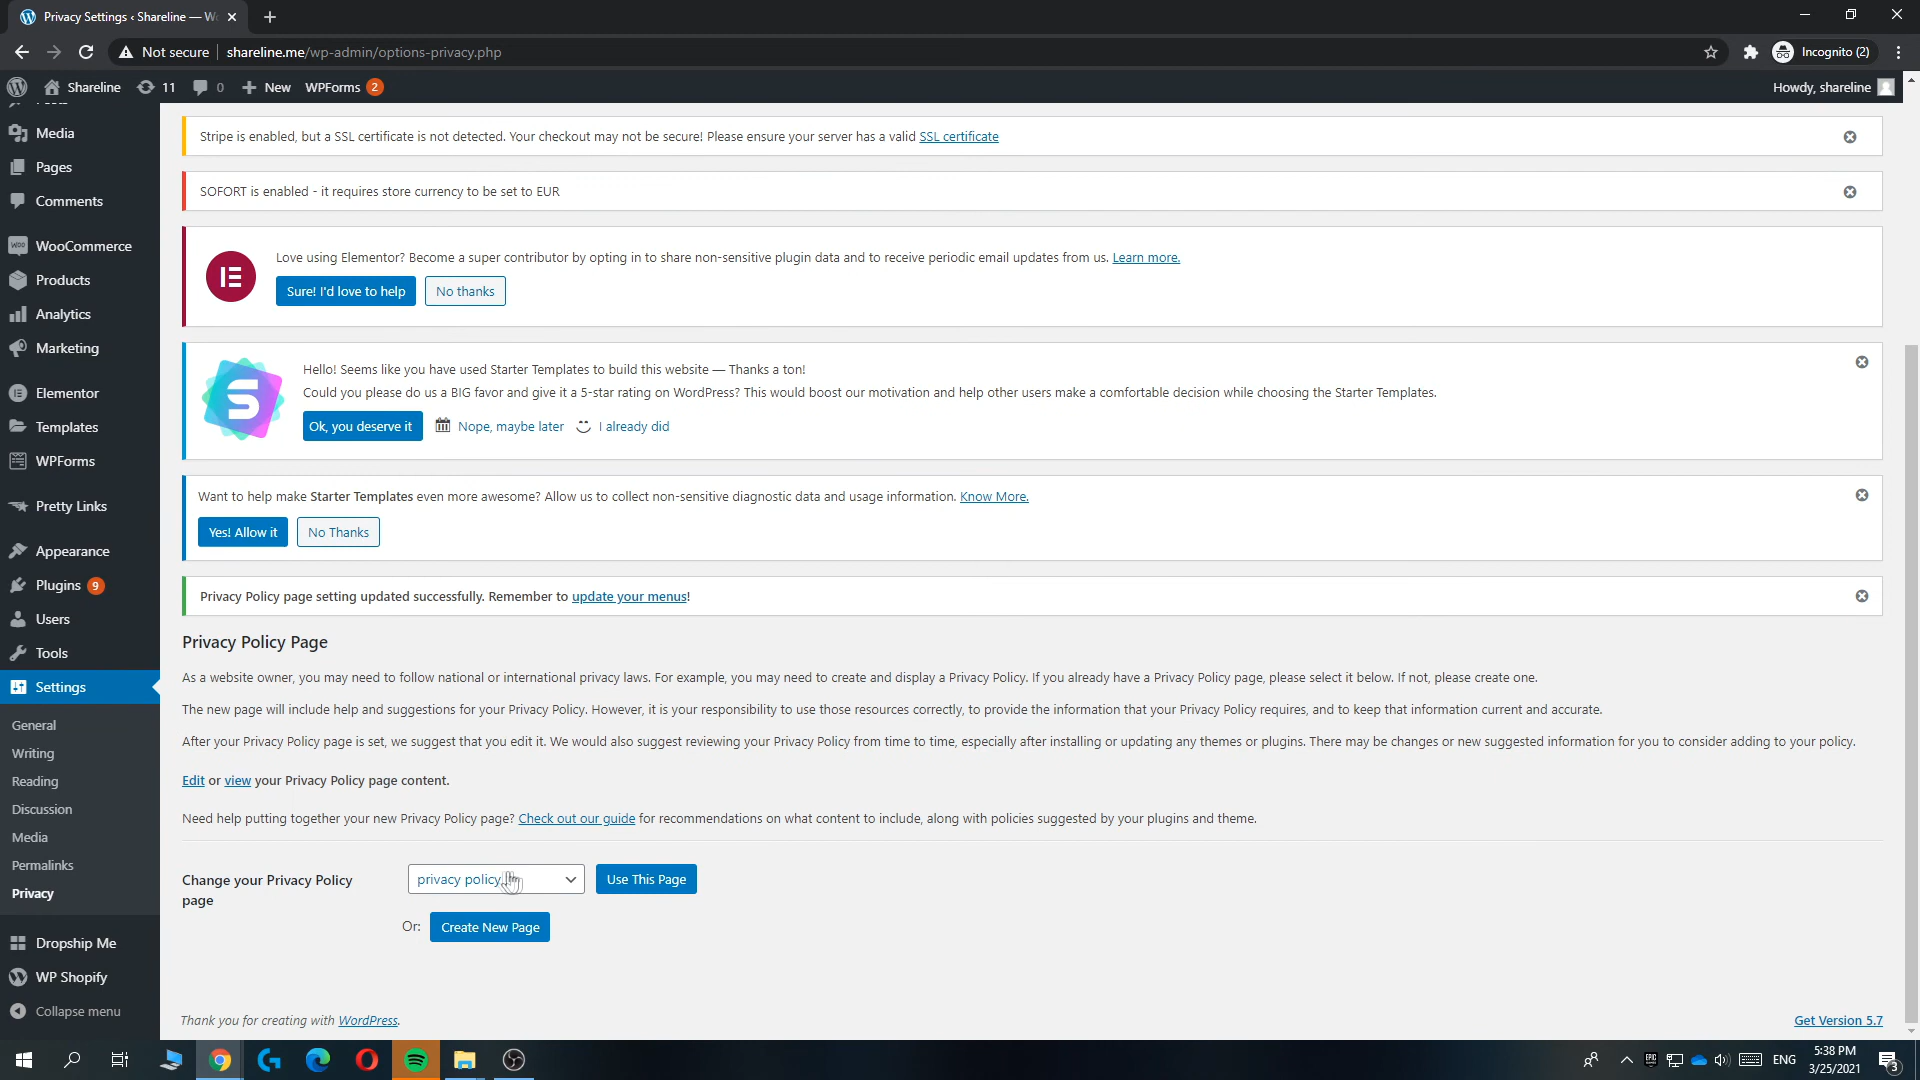 Privacy Settings ‹ Shareline — W
Not secure
shareline.me/wp-admin/options-privacy.php
Incognito (2)
Shareline
11
0
New
WPForms
2
Howdy, shareline
Media
Pages
Comments
WooCommerce
Products
Analytics
Marketing
Elementor
Templates
WPForms
Pretty Links
Appearance
Plugins 9
Users
Tools
Settings
General
Writing
Reading
Discussion
Media
Permalinks
Privacy
Dropship Me
WP Shopify
Collapse menu
Stripe is enabled, but a SSL certificate is not detected. Your checkout may not be secure! Please ensure your server has a valid SSL certificate
SOFORT is enabled - it requires store currency to be set to EUR
Love using Elementor? Become a super contributor by opting in to share non-sensitive plugin data and to receive periodic email updates from us. Learn more.
Sure! I'd love to help
No thanks
Hello! Seems like you have used Starter Templates to build this website — Thanks a ton!
Could you please do us a BIG favor and give it a 5-star rating on WordPress? This would boost our motivation and help other users make a comfortable decision while choosing the Starter Templates.
Ok, you deserve it
Nope, maybe later
I already did
Want to help make Starter Templates even more awesome? Allow us to collect non-sensitive diagnostic data and usage information. Know More.
Yes! Allow it
No Thanks
Privacy Policy page setting updated successfully. Remember to update your menus!
Privacy Policy Page
As a website owner, you may need to follow national or international privacy laws. For example, you may need to create and display a Privacy Policy. If you already have a Privacy Policy page, please select it below. If not, please create one.
The new page will include help and suggestions for your Privacy Policy. However, it is your responsibility to use those resources correctly, to provide the information that your Privacy Policy requires, and to keep that information current and accurate.
After your Privacy Policy page is set, we suggest that you edit it. We would also suggest reviewing your Privacy Policy from time to time, especially after installing or updating any themes or plugins. There may be changes or new suggested information for you to consider adding to your policy.
Edit or view your Privacy Policy page content.
Need help putting together your new Privacy Policy page? Check out our guide for recommendations on what content to include, along with policies suggested by your plugins and theme.
Change your Privacy Policy
page
privacy policy
Use This Page
Or:
Create New Page
Thank you for creating with WordPress.
Get Version 5.7
ENG
5:38 PM
3/25/2021
3